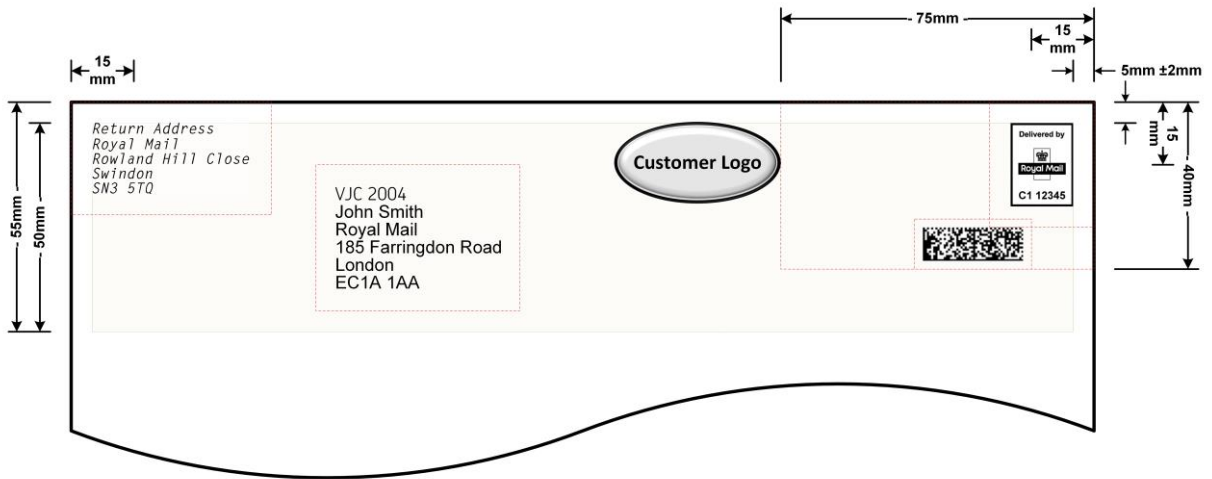 75mm
15
mm
15
mm
5mm ±2mm
Return Address
Royal Mail
Rowland Hill Close
Swindon
SN3 5TQ
VJC 2004
John Smith
Royal Mail
185 Farringdon Road
London
EC1A 1AA
Customer Logo
Delivered by
Royal Mail
C1 12345
15
mm
40mm
55mm
50mm